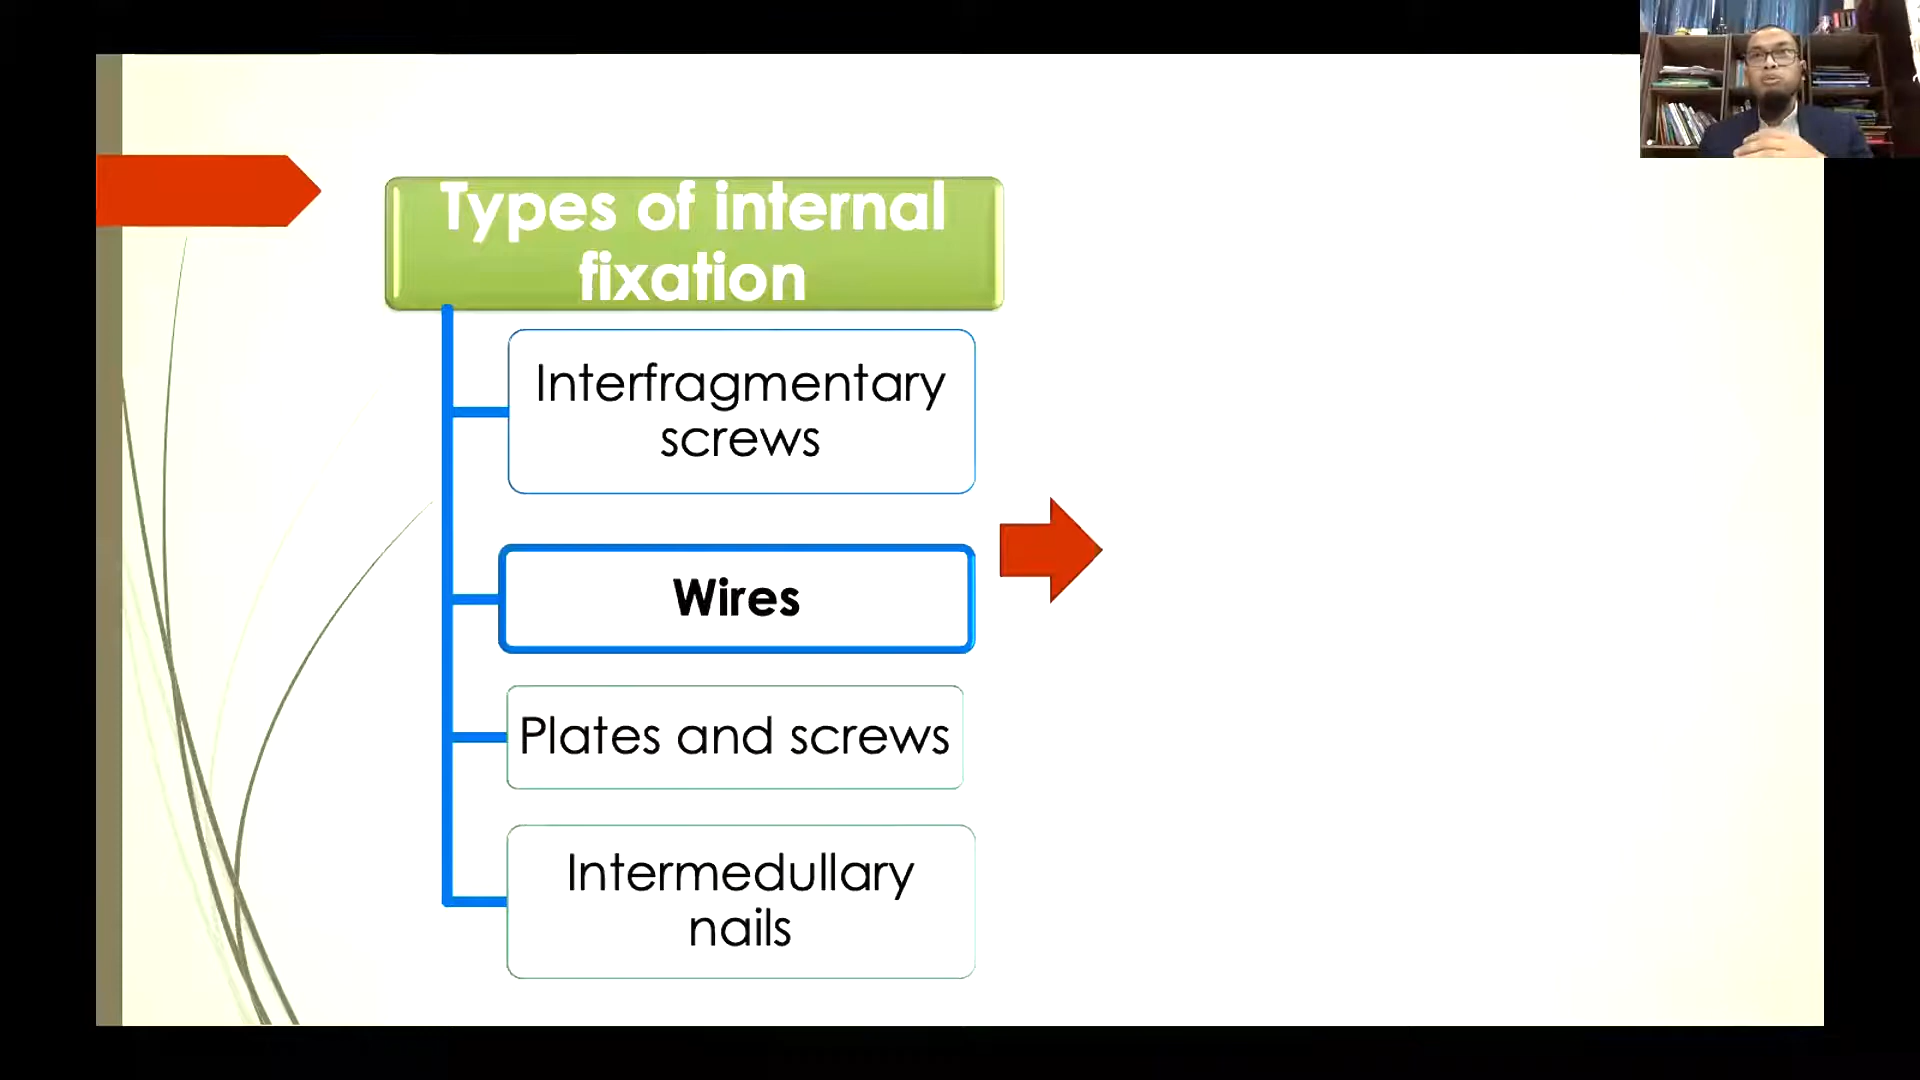 Types of internal
fixation
Interfragmentary
screws
Wires
Plates and screws
Intermedullary
nails